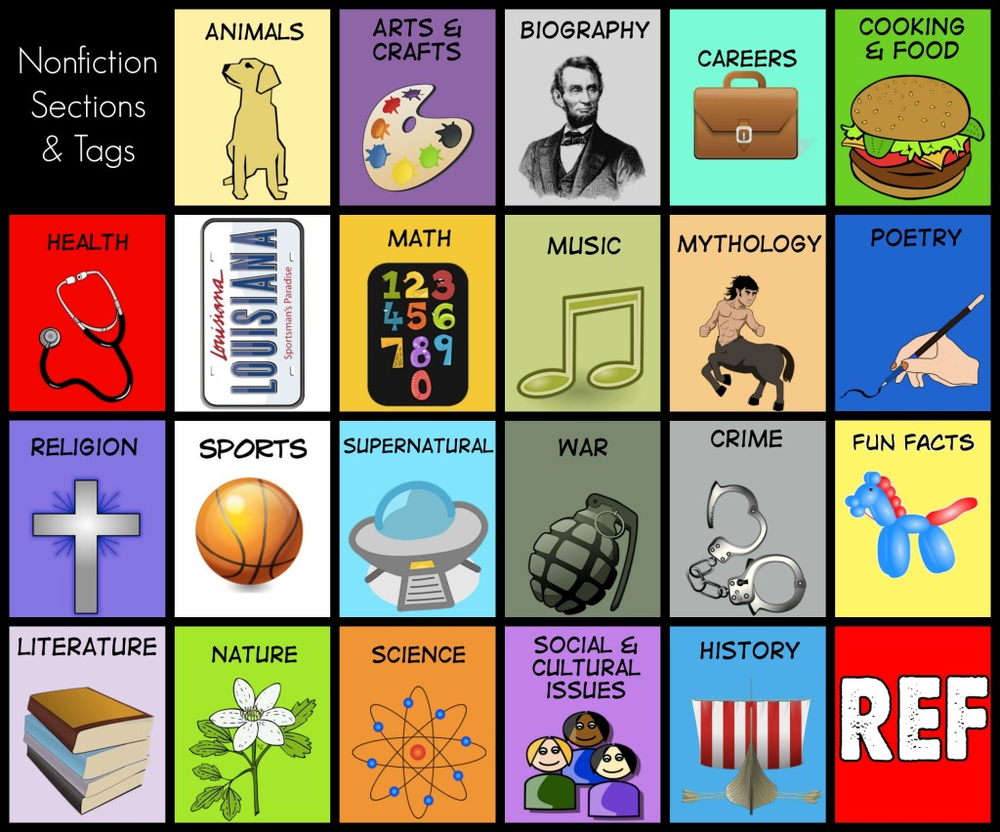 Nonfiction
Sections
& Tags
ANIMALS
ARTS &
CRAFTS
BIOGRAPHY
CAREERS
COOKING
& FOOD
HEALTH
Louisiana
LOUISIANA
Sportsman's Paradise
MATH
123
456
789
0
MUSIC
MYTHOLOGY
POETRY
RELIGION
SPORTS
SUPERNATURAL
WAR
CRIME
FUN FACTS
LITERATURE
NATURE
SCIENCE
SOCIAL &
CULTURAL
ISSUES
HISTORY
REF